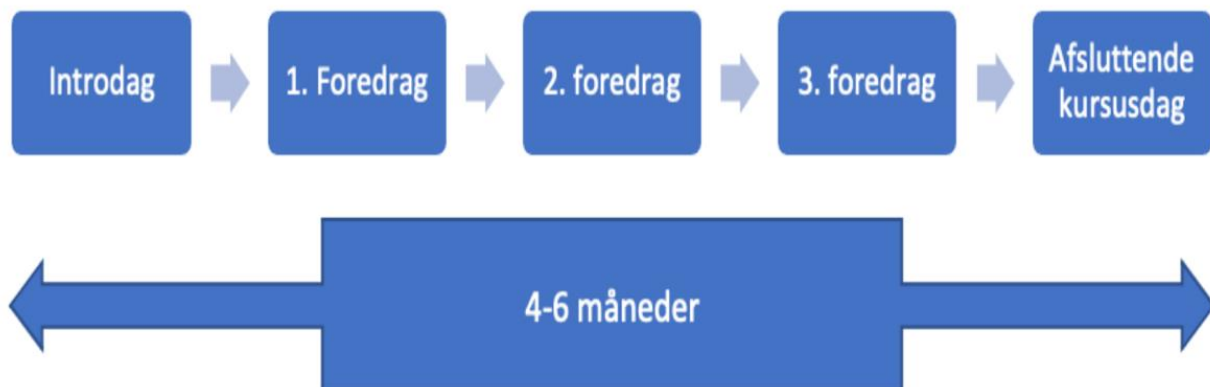 Introdag
1. Foredrag
2. foredrag
3. foredrag
Afsluttende
kursusdag
4-6 måneder